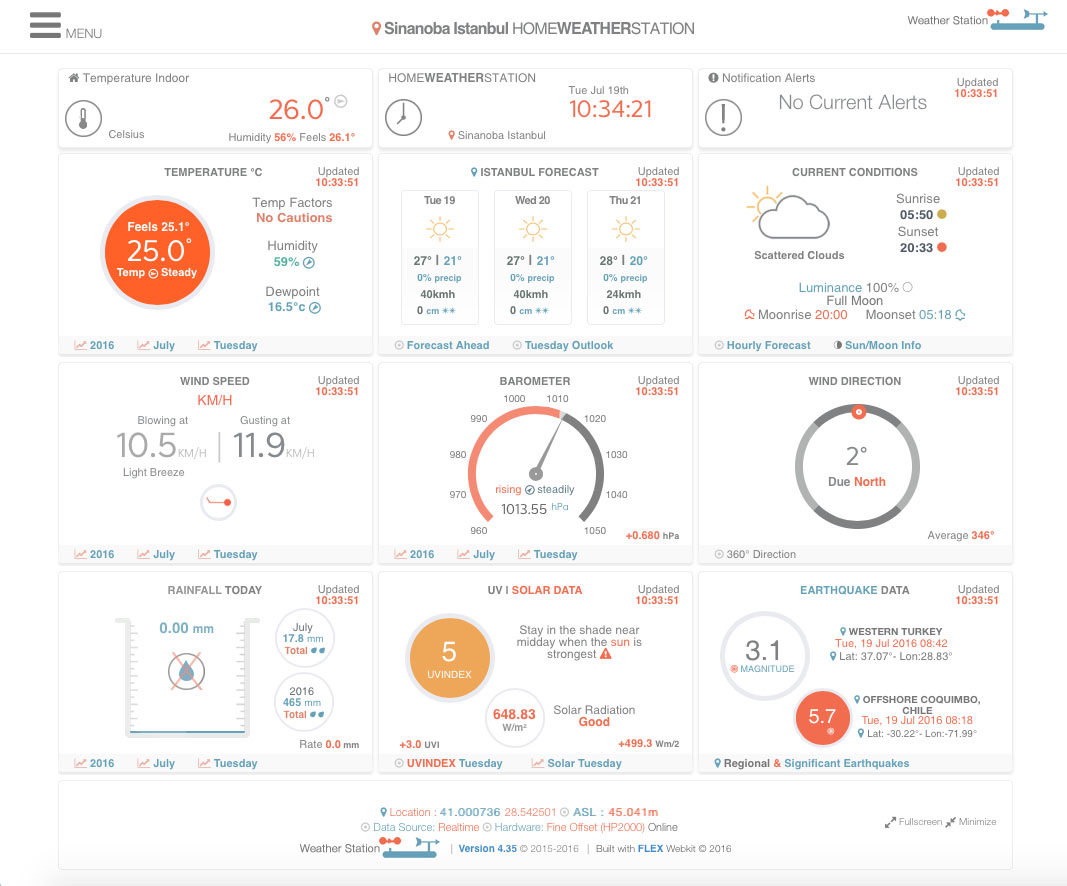 MENU
Sinanoba Istanbul HOMEWEATHERSTATION
Weather Station
Temperature Indoor
26.0°
Celsius
Humidity 56% Feels 26.1°
HOMEWEATHERSTATION
Tue Jul 19th
10:34:21
Sinanoba Istanbul
Notification Alerts
Updated
10:33:51
No Current Alerts
TEMPERATURE °C
Updated
10:33:51
Feels 25.1°
25.0°
Temp Steady
Temp Factors
No Cautions
Humidity
59%
Dewpoint
16.5°c
2016 July Tuesday
ISTANBUL FORECAST
Updated
10:33:51
Tue 19
27° | 21°
0% precip
40kmh
0 cm **
Wed 20
27° | 21°
0% precip
40kmh
0 cm **
Thu 21
28° | 20°
0% precip
24kmh
0 cm **
Forecast Ahead Tuesday Outlook
CURRENT CONDITIONS
Updated
10:33:51
Scattered Clouds
Sunrise
05:50
Sunset
20:33
Luminance 100%
Full Moon
Moonrise 20:00 Moonset 05:18
Hourly Forecast Sun/Moon Info
WIND SPEED
Updated
10:33:51
KM/H
Blowing at Gusting at
10.5 KM/H | 11.9 KM/H
Light Breeze
2016 July Tuesday
BAROMETER
Updated
10:33:51
1000 1010
990 1020
980 1030
970 1040
960 1050
rising steadily
1013.55 hPa
+0.680 hPa
2016 July Tuesday
WIND DIRECTION
Updated
10:33:51
2°
Due North
Average 346°
360° Direction
RAINFALL TODAY
Updated
10:33:51
0.00 mm
July
17.8 mm
Total
2016
465 mm
Total
Rate 0.0 mm
2016 July Tuesday
UV | SOLAR DATA
Updated
10:33:51
5
UVINDEX
Stay in the shade near
midday when the sun is
strongest
648.83
W/m²
Solar Radiation
Good
+3.0 UVI
+499.3 Wm/2
UVINDEX Tuesday Solar Tuesday
EARTHQUAKE DATA
Updated
10:33:51
3.1
MAGNITUDE
WESTERN TURKEY
Tue, 19 Jul 2016 08:42
Lat: 37.07°- Lon:28.83°
5.7
OFFSHORE COQUIMBO,
CHILE
Tue, 19 Jul 2016 08:18
Lat: -30.22°- Lon:-71.99°
Regional & Significant Earthquakes
Location : 41.000736 28.542501 ASL : 45.041m
Data Source: Realtime Hardware: Fine Offset (HP2000) Online
Weather Station | Version 4.35 © 2015-2016 | Built with FLEX Webkit © 2016
Fullscreen Minimize